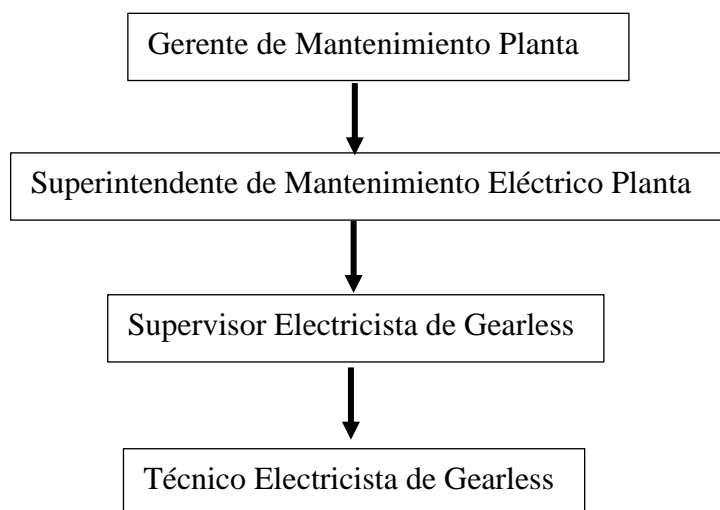 Gerente de Mantenimiento Planta
Superintendente de Mantenimiento Eléctrico Planta
Supervisor Electricista de Gearless
Técnico Electricista de Gearless